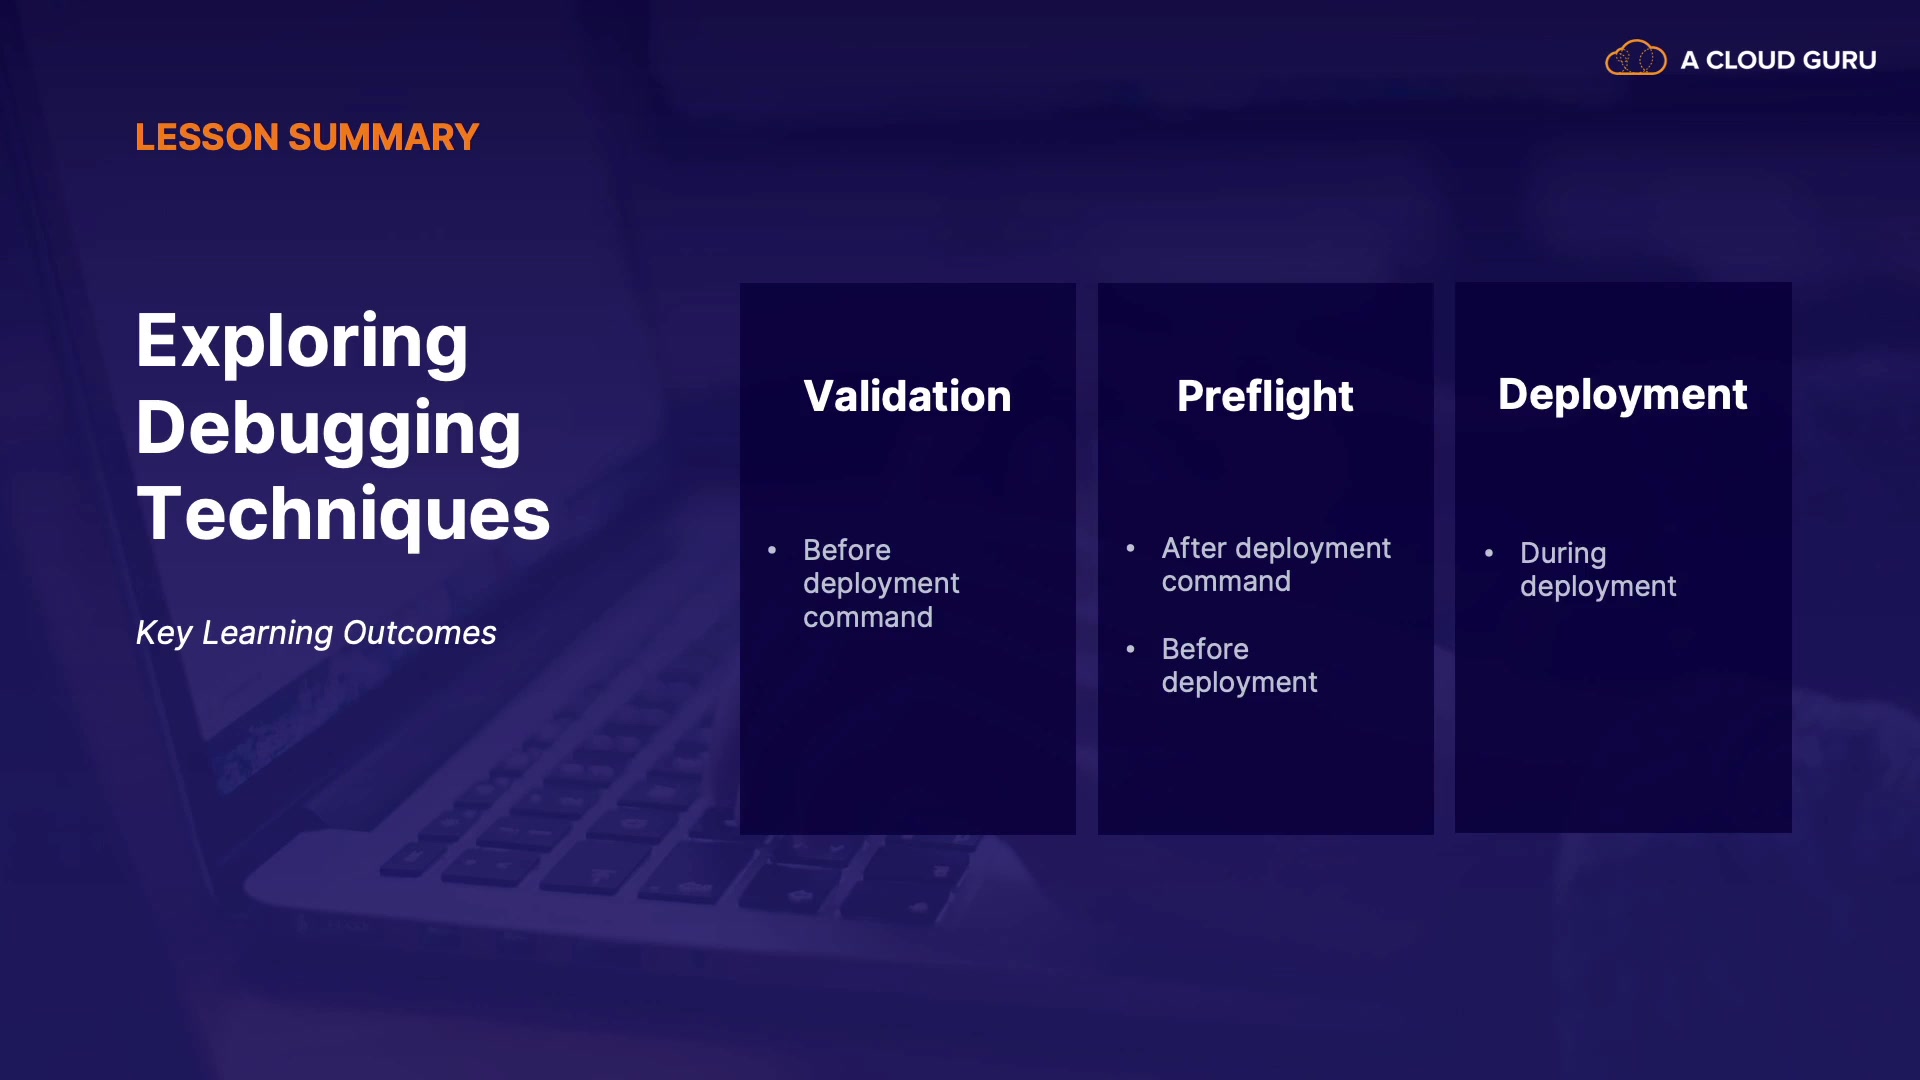 A CLOUD GURU
LESSON SUMMARY
Exploring
Debugging
Techniques
Key Learning Outcomes
Validation
• Before
deployment
command
Preflight
• After deployment
command
• Before
deployment
Deployment
• During
deployment